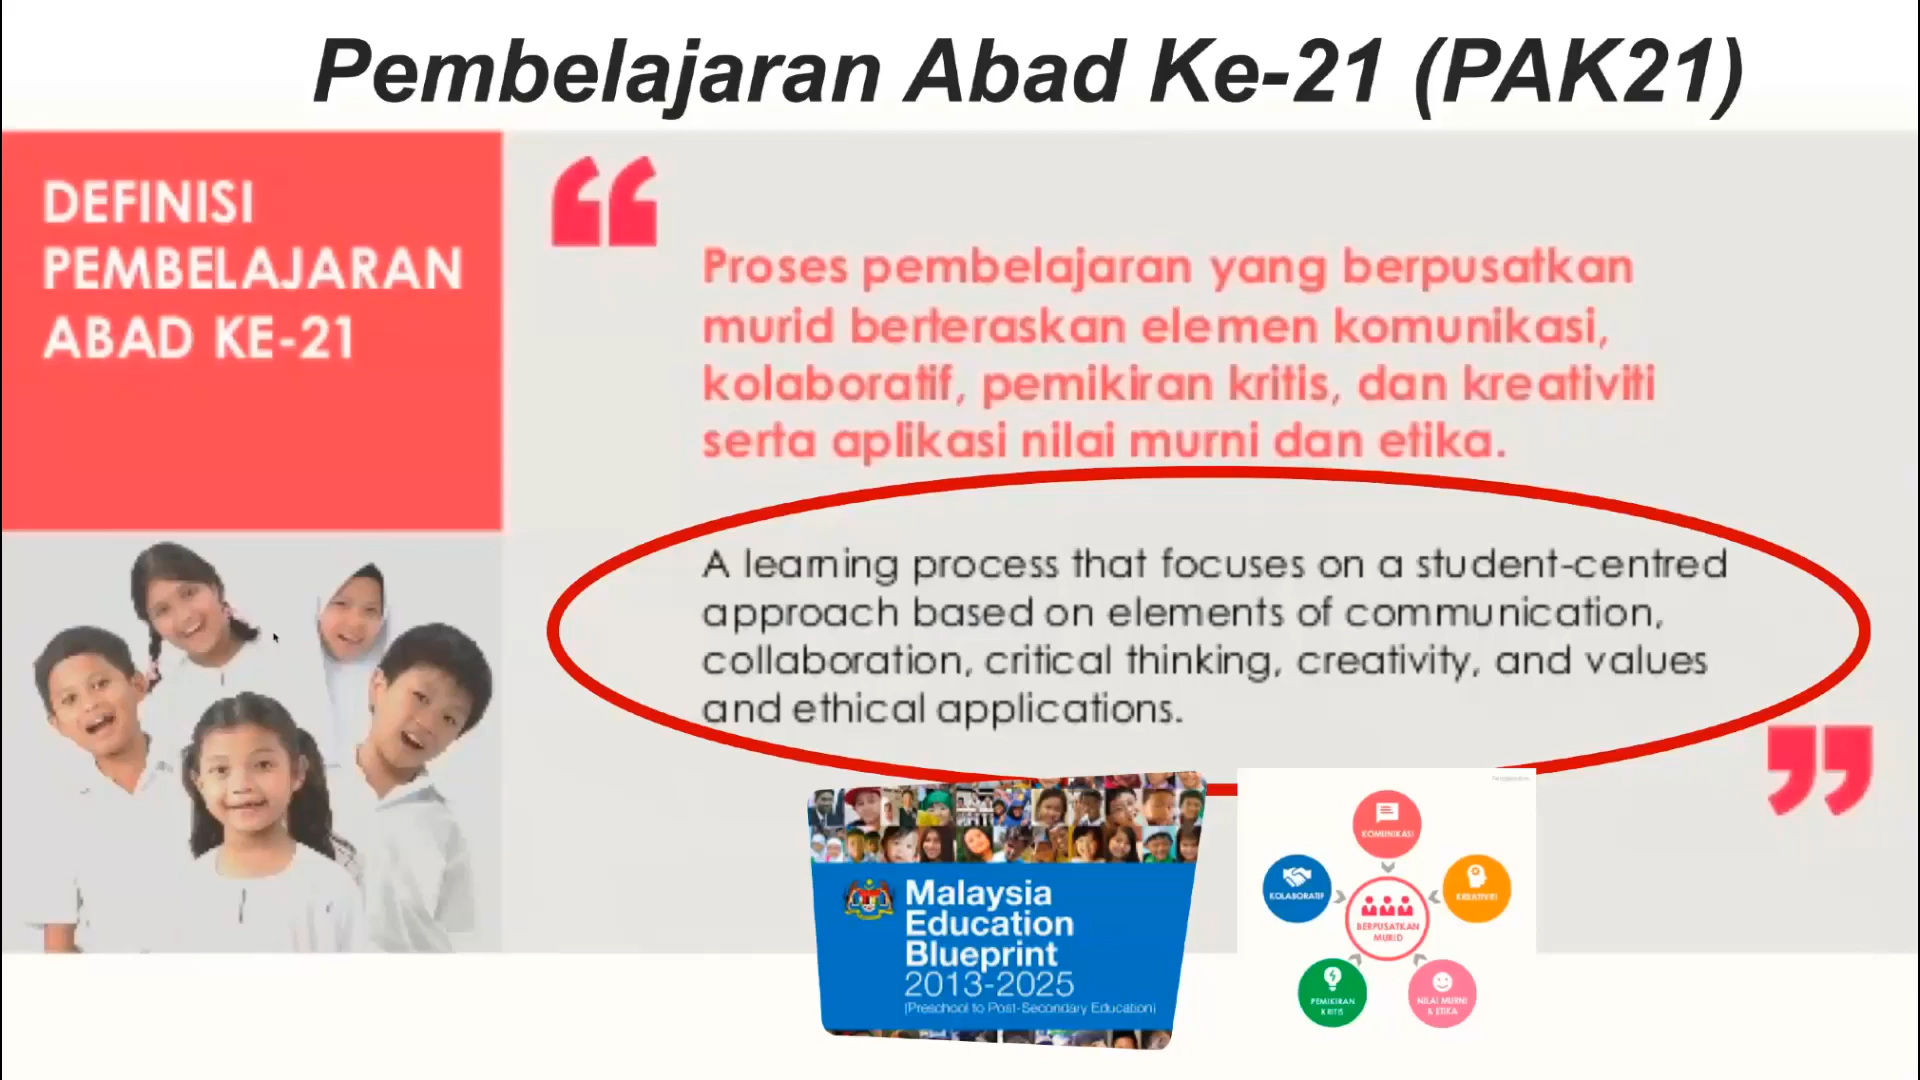 Pembelajaran Abad Ke-21 (PAK21)
DEFINISI
PEMBELAJARAN
ABAD KE-21
“
Proses pembelajaran yang berpusatkan
murid berteraskan elemen komunikasi,
kolaboratif, pemikiran kritis, dan kreativiti
serta aplikasi nilai murni dan etika.
A learning process that focuses on a student-centred
approach based on elements of communication,
collaboration, critical thinking, creativity, and values
and ethical applications.
”
Malaysia
Education
Blueprint
2013-2025
(Preschool to Post-Secondary Education)
KOMUNIKASI
KOLABORATIF
KREATIVITI
BERPUSATKAN
MURID
PEMIKIRAN
KRITIS
NILAI MURNI
& ETIKA